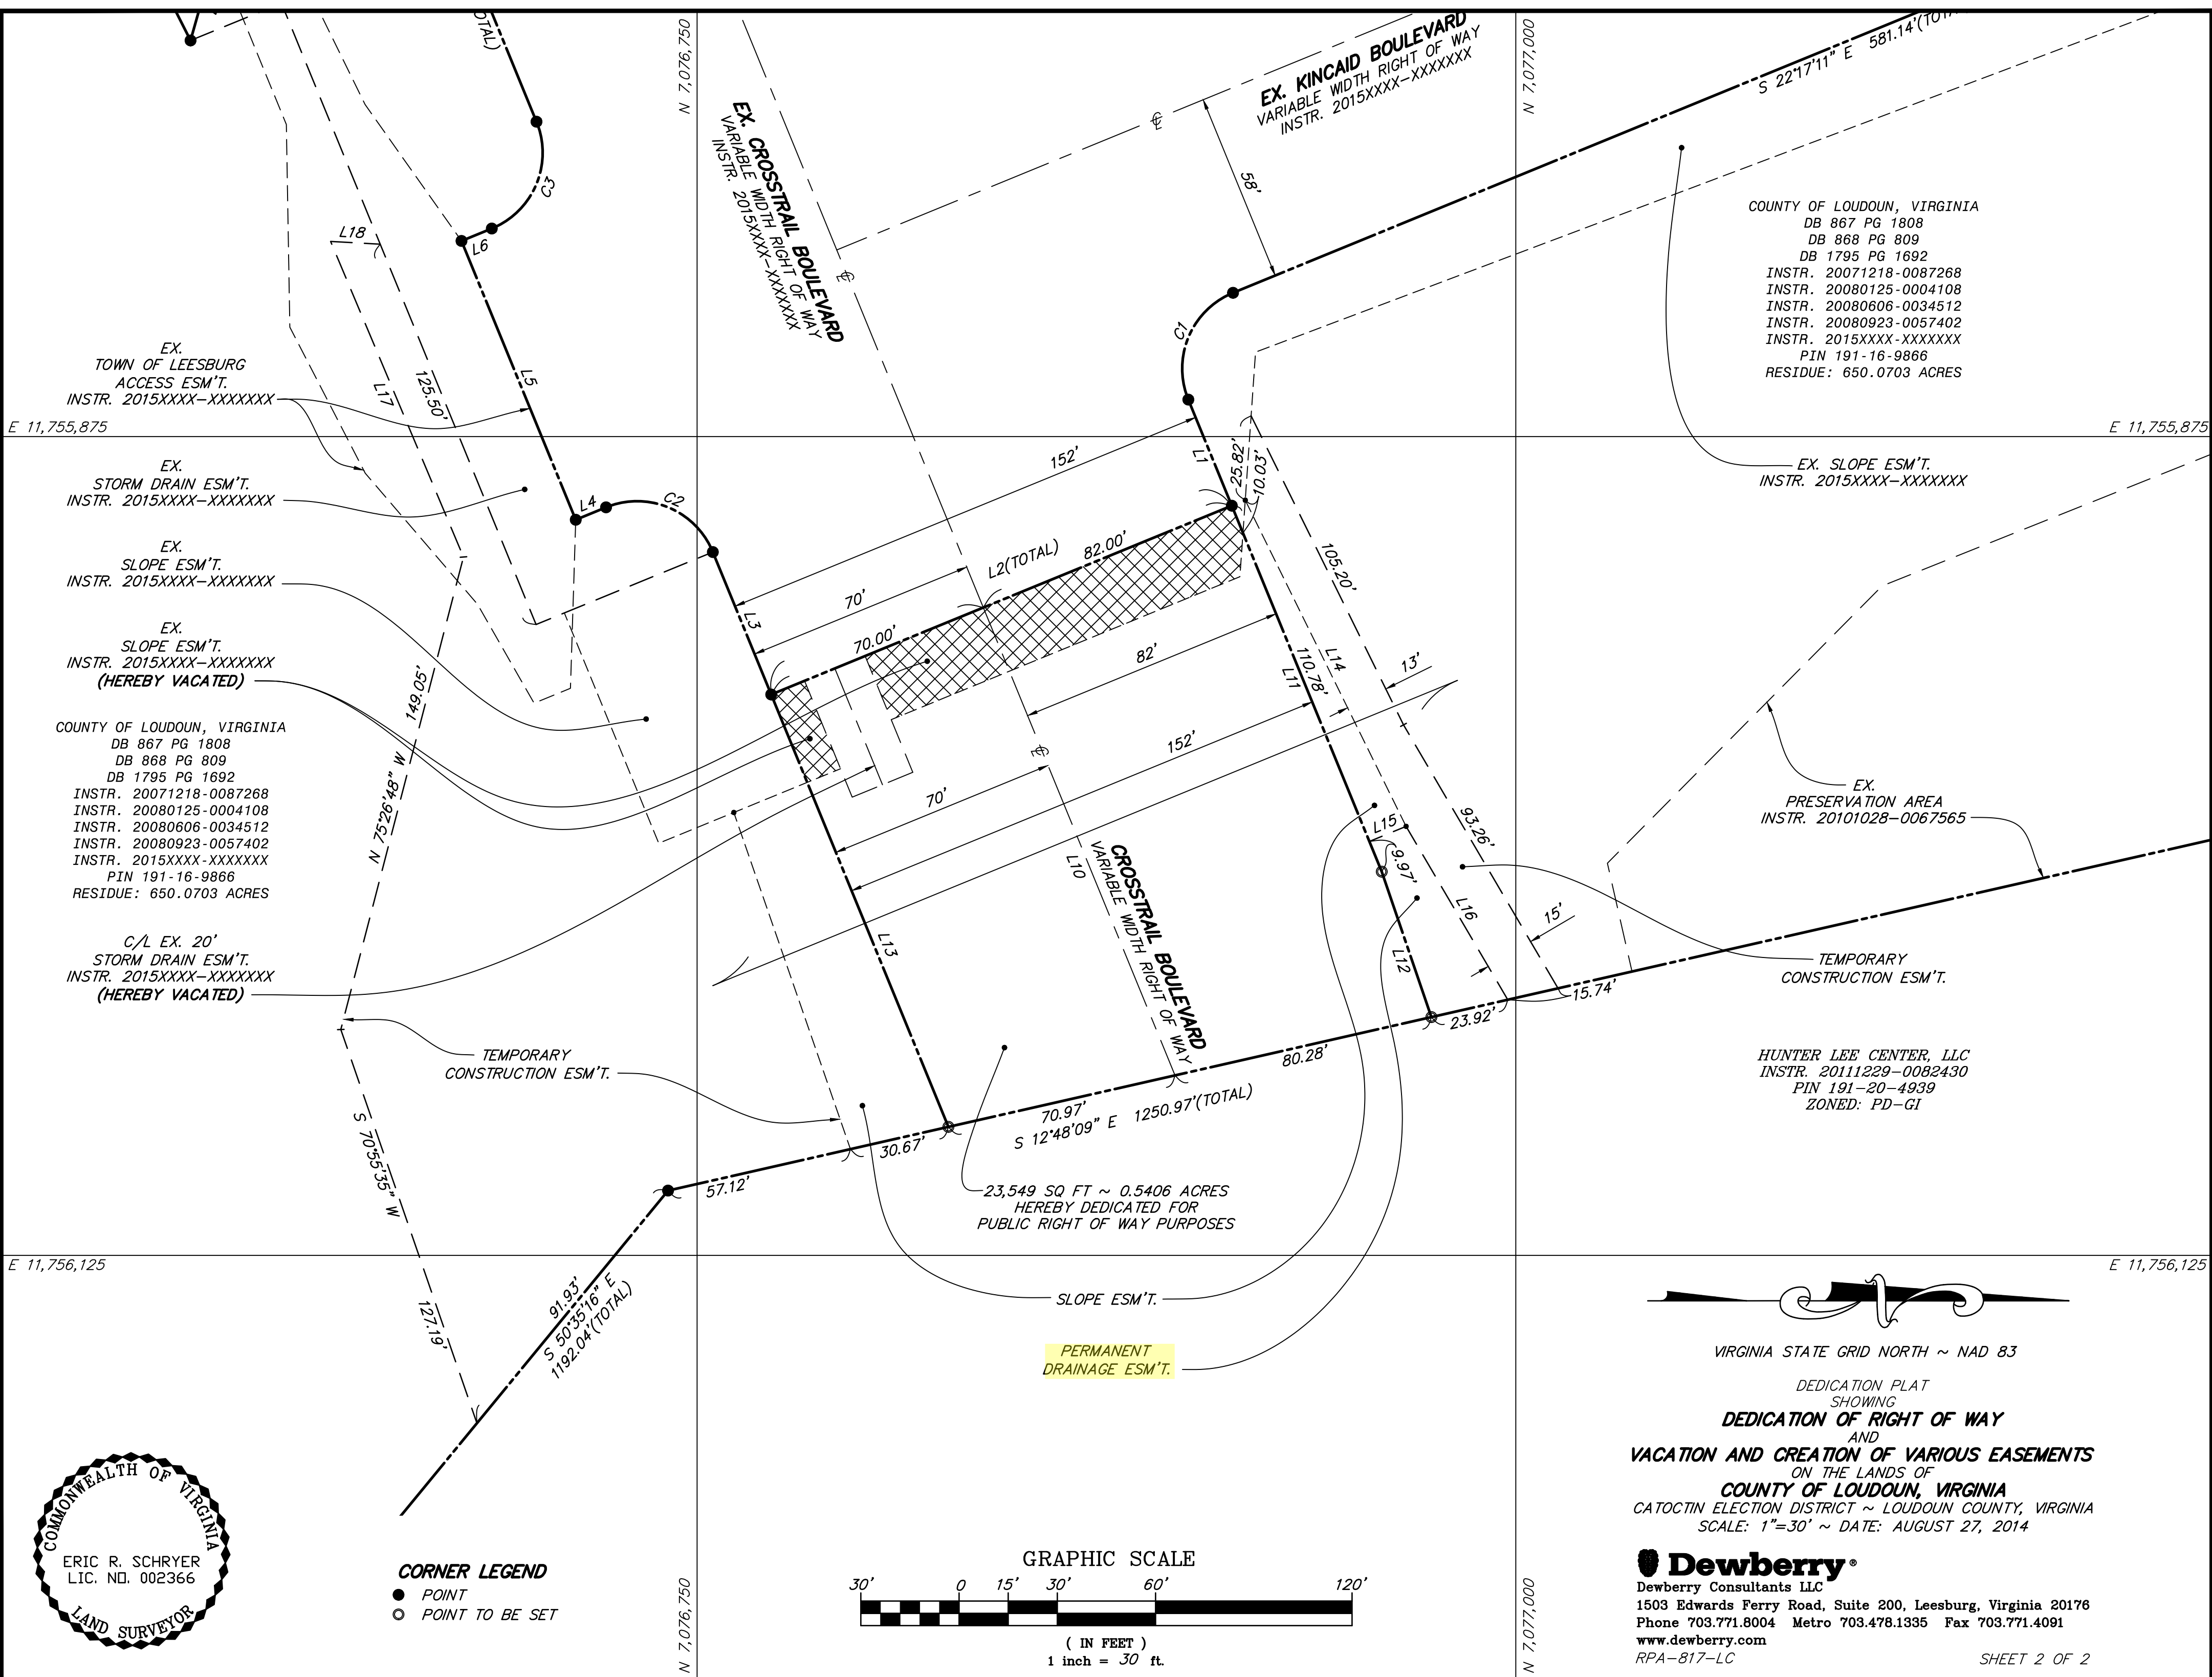 OTAL)
N 7,076,750
EX. KINCAID BOULEVARD
VARIABLE WIDTH RIGHT OF WAY
INSTR. 2015XXXX-XXXXXXX
N 7,077,000
S 22°17'11" E 581.14'(TOTAL
EX. CROSSTRAIL BOULEVARD
VARIABLE WIDTH RIGHT OF WAY
INSTR. 2015XXXX-XXXXXXX
58'
C3
L6
L18
L17
125.50'
L5
C1
COUNTY OF LOUDOUN, VIRGINIA
DB 867 PG 1808
DB 868 PG 809
DB 1795 PG 1692
INSTR. 20071218-0087268
INSTR. 20080125-0004108
INSTR. 20080606-0034512
INSTR. 20080923-0057402
INSTR. 2015XXXX-XXXXXXX
PIN 191-16-9866
RESIDUE: 650.0703 ACRES
EX.
TOWN OF LEESBURG
ACCESS ESM'T.
INSTR. 2015XXXX-XXXXXXX
E 11,755,875
E 11,755,875
EX.
STORM DRAIN ESM'T.
INSTR. 2015XXXX-XXXXXXX
EX. SLOPE ESM'T.
INSTR. 2015XXXX-XXXXXXX
L4
C2
152'
L1
25.82'
10.03'
EX.
SLOPE ESM'T.
INSTR. 2015XXXX-XXXXXXX
L2(TOTAL)
82.00'
105.20'
70'
L3
70.00'
EX.
SLOPE ESM'T.
INSTR. 2015XXXX-XXXXXXX
(HEREBY VACATED)
82'
110.78'
L11
L14
13'
N 75°26'48" W
149.05'
COUNTY OF LOUDOUN, VIRGINIA
DB 867 PG 1808
DB 868 PG 809
DB 1795 PG 1692
INSTR. 20071218-0087268
INSTR. 20080125-0004108
INSTR. 20080606-0034512
INSTR. 20080923-0057402
INSTR. 2015XXXX-XXXXXXX
PIN 191-16-9866
RESIDUE: 650.0703 ACRES
152'
70'
EX.
PRESERVATION AREA
INSTR. 20101028-0067565
L15
9.97'
93.26'
L10
CROSSTRAIL BOULEVARD
VARIABLE WIDTH RIGHT OF WAY
L16
15'
L13
L12
C/L EX. 20'
STORM DRAIN ESM'T.
INSTR. 2015XXXX-XXXXXXX
(HEREBY VACATED)
TEMPORARY
CONSTRUCTION ESM'T.
15.74'
23.92'
TEMPORARY
CONSTRUCTION ESM'T.
80.28'
HUNTER LEE CENTER, LLC
INSTR. 20111229-0082430
PIN 191-20-4939
ZONED: PD-GI
70.97'
S 12°48'09" E 1250.97'(TOTAL)
30.67'
57.12'
S 70°55'35" W
127.19'
23,549 SQ FT ~ 0.5406 ACRES
HEREBY DEDICATED FOR
PUBLIC RIGHT OF WAY PURPOSES
E 11,756,125
E 11,756,125
91.93'
S 50°35'16" E
1192.04'(TOTAL)
SLOPE ESM'T.
PERMANENT
DRAINAGE ESM'T.
VIRGINIA STATE GRID NORTH ~ NAD 83
DEDICATION PLAT
SHOWING
DEDICATION OF RIGHT OF WAY
AND
VACATION AND CREATION OF VARIOUS EASEMENTS
ON THE LANDS OF
COUNTY OF LOUDOUN, VIRGINIA
CATOCTIN ELECTION DISTRICT ~ LOUDOUN COUNTY, VIRGINIA
SCALE: 1"=30' ~ DATE: AUGUST 27, 2014
COMMONWEALTH OF VIRGINIA
ERIC R. SCHRYER
LIC. NO. 002366
LAND SURVEYOR
CORNER LEGEND
POINT
POINT TO BE SET
GRAPHIC SCALE
30' 0 15' 30' 60' 120'
( IN FEET )
1 inch = 30 ft.
N 7,076,750
N 7,077,000
Dewberry®
Dewberry Consultants LLC
1503 Edwards Ferry Road, Suite 200, Leesburg, Virginia 20176
Phone 703.771.8004 Metro 703.478.1335 Fax 703.771.4091
www.dewberry.com
RPA-817-LC
SHEET 2 OF 2